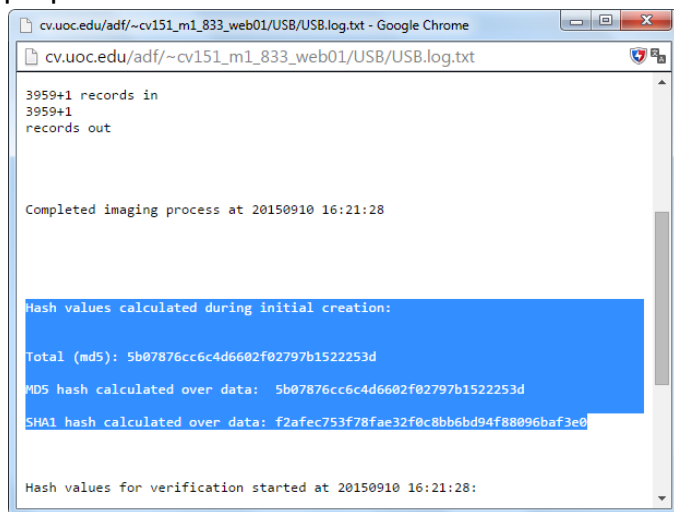 cv.uoc.edu/adf/~cv151_m1_833_web01/USB/USB.log.txt - Google Chrome
cv.uoc.edu/adf/~cv151_m1_833_web01/USB/USB.log.txt
3959+1 records in
3959+1
records out
Completed imaging process at 20150910 16:21:28
Hash values calculated during initial creation:
Total (md5): 5b07876cc6c4d6602f02797b1522253d
MD5 hash calculated over data:  5b07876cc6c4d6602f02797b1522253d
SHA1 hash calculated over data: f2afec753f78fae32f0c8bb6bd94f88096baf3e0
Hash values for verification started at 20150910 16:21:28: